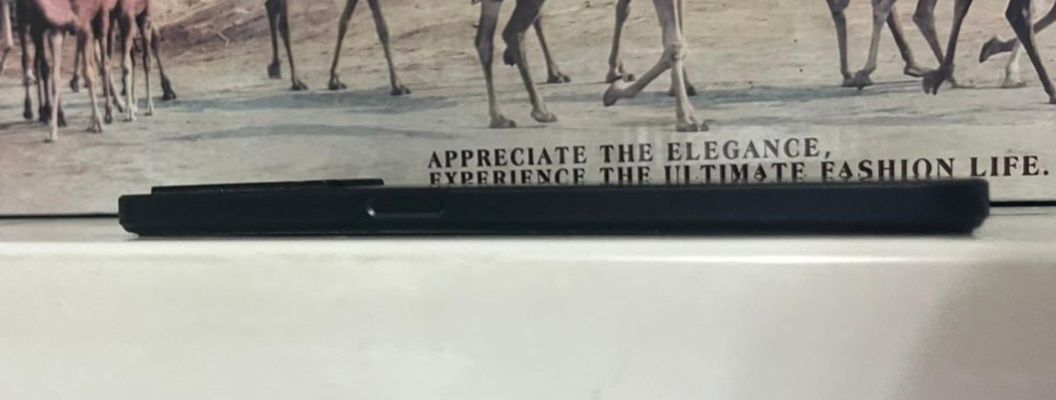 APPRECIATE THE ELEGANCE,
EXPERIENCE THE ULTIMATE FASHION LIFE.